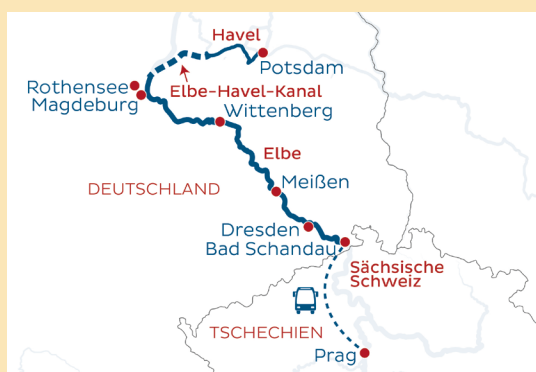 Havel
Potsdam
Rothensee
Elbe-Havel-Kanal
Magdeburg
Wittenberg
Elbe
Meißen
DEUTSCHLAND
Dresden
Bad Schandau
Sächsische
Schweiz
TSCHECHIEN
Prag